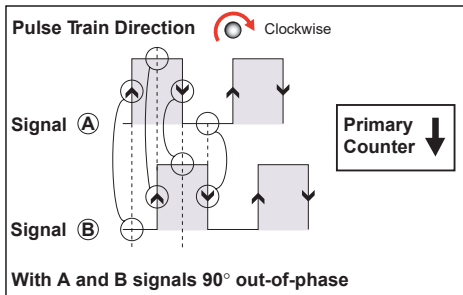 Pulse Train Direction
Clockwise
Signal A
Primary
Counter
Signal B
With A and B signals 90° out-of-phase